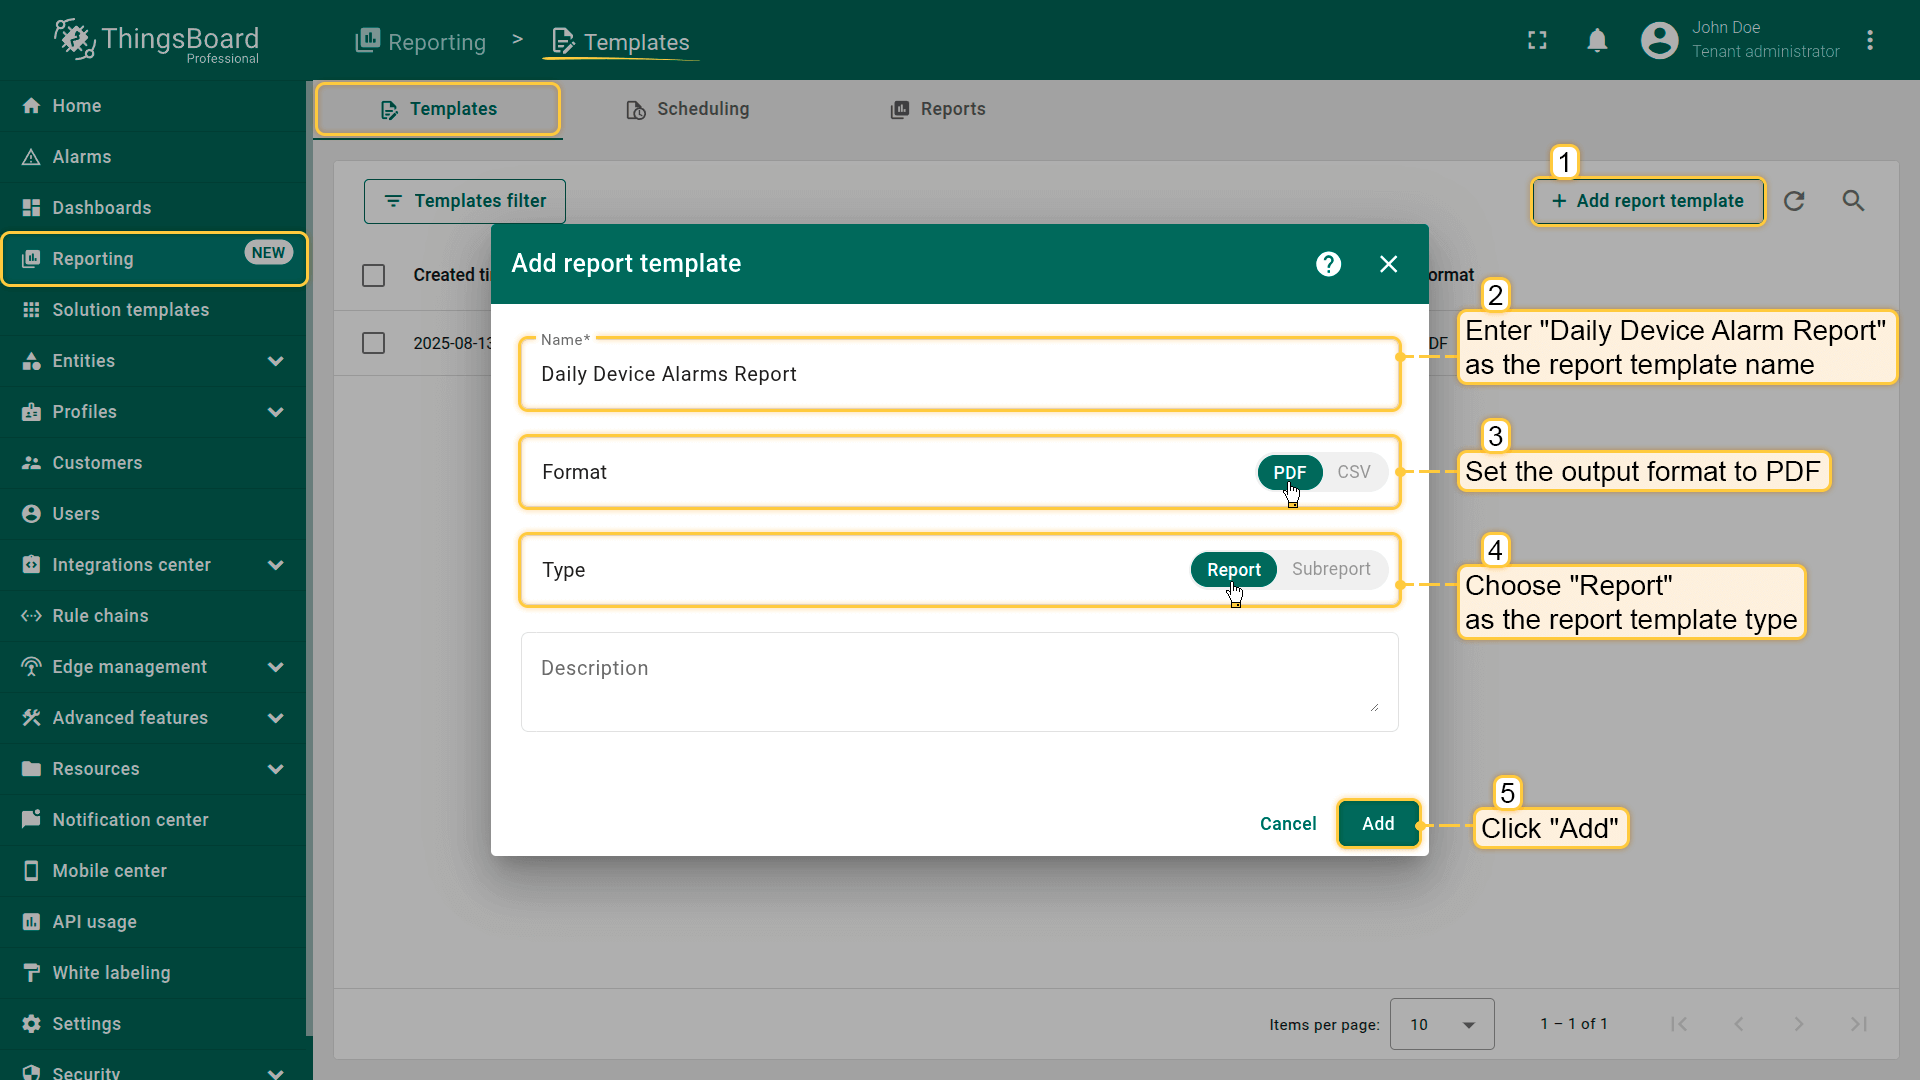 ThingsBoard
Professional
Reporting > Templates
John Doe
Tenant administrator
Home
Alarms
Dashboards
Reporting NEW
Solution templates
Entities
Profiles
Customers
Users
Integrations center
Rule chains
Edge management
Advanced features
Resources
Notification center
Mobile center
API usage
White labeling
Settings
Security
Templates Scheduling Reports
1
Templates filter
+ Add report template
Created ti
ormat
2025-08-13
DF
Add report template
?
Name*
Daily Device Alarms Report
Format PDF CSV
Type Report Subreport
Description
Cancel Add
2
Enter "Daily Device Alarm Report"
as the report template name
3
Set the output format to PDF
4
Choose "Report"
as the report template type
5
Click "Add"
Items per page: 10 1 – 1 of 1